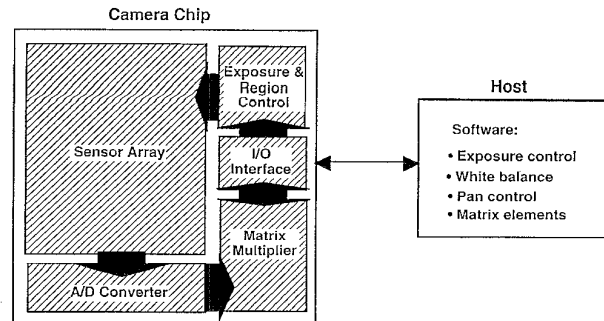 Camera Chip
Exposure &
Region
Control
Sensor Array
I/O
Interface
Matrix
Multiplier
A/D Converter
Host
Software:
• Exposure control
• White balance
• Pan control
• Matrix elements